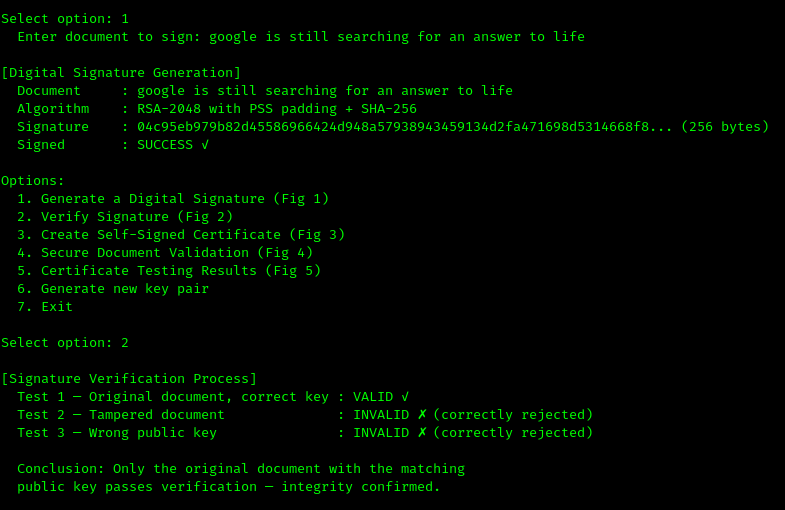 Select option: 1
Enter document to sign: google is still searching for an answer to life
[Digital Signature Generation]
Document : google is still searching for an answer to life
Algorithm : RSA-2048 with PSS padding + SHA-256
Signature : 04c95eb979b82d45586966424d948a57938943459134d2fa471698d5314668f8... (256 bytes)
Signed : SUCCESS √
Options:
1. Generate a Digital Signature (Fig 1)
2. Verify Signature (Fig 2)
3. Create Self-Signed Certificate (Fig 3)
4. Secure Document Validation (Fig 4)
5. Certificate Testing Results (Fig 5)
6. Generate new key pair
7. Exit
Select option: 2
[Signature Verification Process]
Test 1 — Original document, correct key : VALID √
Test 2 — Tampered document : INVALID ✗ (correctly rejected)
Test 3 — Wrong public key : INVALID ✗ (correctly rejected)
Conclusion: Only the original document with the matching
public key passes verification — integrity confirmed.